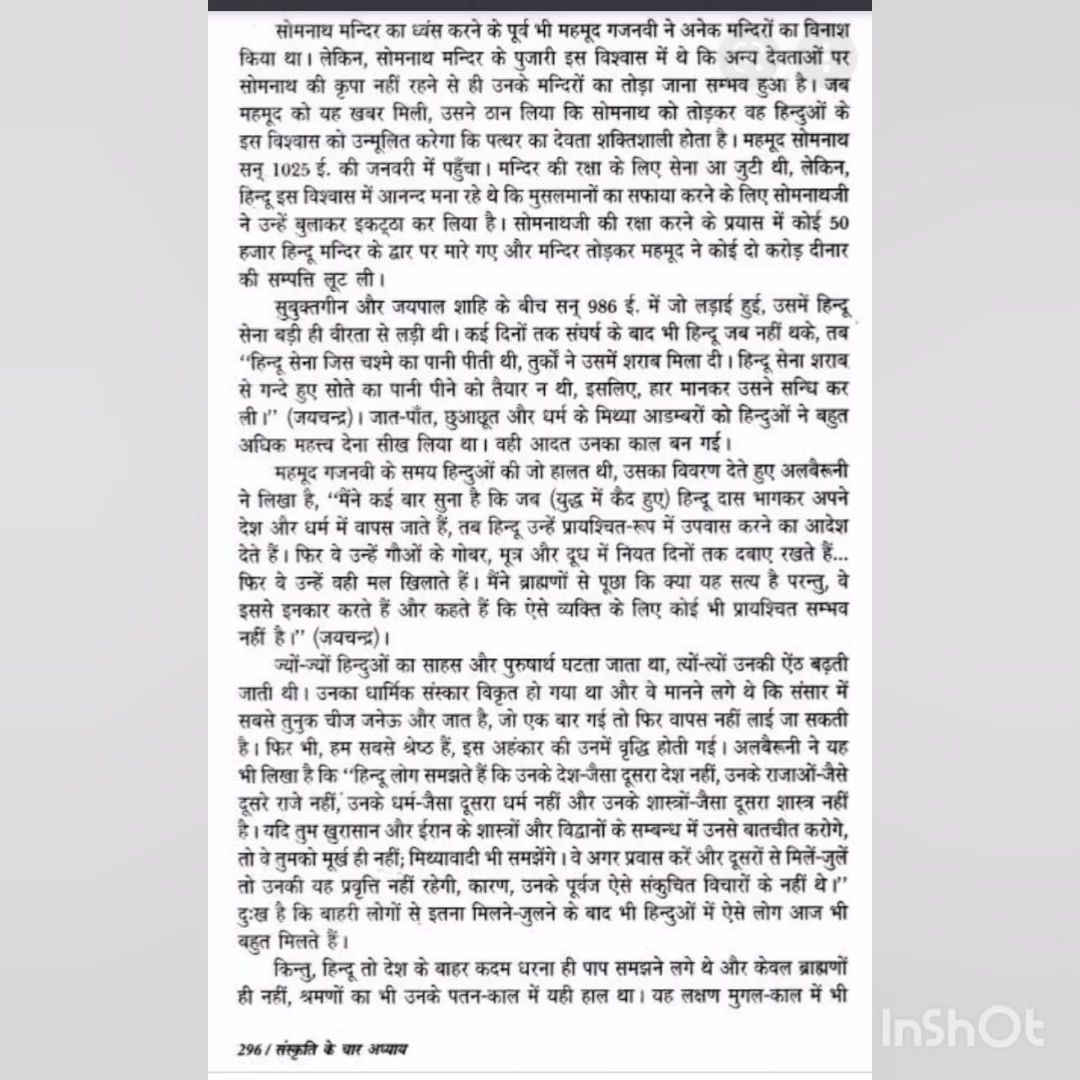 सोमनाथ मन्दिर का ध्वंस करने के पूर्व भी महमूद गजनवी ने अनेक मन्दिरों का विनाश
किया था। लेकिन, सोमनाथ मन्दिर के पुजारी इस विश्वास में थे कि अन्य देवताओं पर
सोमनाथ की कृपा नहीं रहने से ही उनके मन्दिरों का तोड़ा जाना सम्भव हुआ है। जब
महमूद को यह खबर मिली, उसने ठान लिया कि सोमनाथ को तोड़कर वह हिन्दुओं के
इस विश्वास को उन्मूलित करेगा कि पत्थर का देवता शक्तिशाली होता है। महमूद सोमनाथ
सन् 1025 ई. की जनवरी में पहुँचा। मन्दिर की रक्षा के लिए सेना आ जुटी थी, लेकिन,
हिन्दू इस विश्वास में आनन्द मना रहे थे कि मुसलमानों का सफाया करने के लिए सोमनाथजी
ने उन्हें बुलाकर इकट्ठा कर लिया है। सोमनाथजी की रक्षा करने के प्रयास में कोई 50
हजार हिन्दू मन्दिर के द्वार पर मारे गए और मन्दिर तोड़कर महमूद ने कोई दो करोड़ दीनार
की सम्पत्ति लूट ली।
सुवुक्तगीन और जयपाल शाहि के बीच सन् 986 ई. में जो लड़ाई हुई, उसमें हिन्दू
सेना बड़ी ही वीरता से लड़ी थी। कई दिनों तक संघर्ष के बाद भी हिन्दू जब नहीं थके, तब
"हिन्दू सेना जिस चश्मे का पानी पीती थी, तुर्कों ने उसमें शराब मिला दी। हिन्दू सेना शराब
से गन्दे हुए सोते का पानी पीने को तैयार न थी, इसलिए, हार मानकर उसने सन्धि कर
ली।" (जयचन्द्र)। जात-पाँत, छुआछूत और धर्म के मिथ्या आडम्बरों को हिन्दुओं ने बहुत
अधिक महत्त्व देना सीख लिया था। वही आदत उनका काल बन गई।
महमूद गजनवी के समय हिन्दुओं की जो हालत थी, उसका विवरण देते हुए अलबैरूनी
ने लिखा है, "मैंने कई बार सुना है कि जब (युद्ध में कैद हुए) हिन्दू दास भागकर अपने
देश और धर्म में वापस जाते हैं, तब हिन्दू उन्हें प्रायश्चित-रूप में उपवास करने का आदेश
देते हैं। फिर वे उन्हें गौओं के गोबर, मूत्र और दूध में नियत दिनों तक दबाए रखते हैं...
फिर वे उन्हें वही मल खिलाते हैं। मैंने ब्राह्मणों से पूछा कि क्या यह सत्य है परन्तु, वे
इससे इनकार करते हैं और कहते हैं कि ऐसे व्यक्ति के लिए कोई भी प्रायश्चित सम्भव
नहीं है।" (जयचन्द्र)।
ज्यों-ज्यों हिन्दुओं का साहस और पुरुषार्थ घटता जाता था, त्यों-त्यों उनकी ऐंठ बढ़ती
जाती थी। उनका धार्मिक संस्कार विकृत हो गया था और वे मानने लगे थे कि संसार में
सबसे तुनुक चीज जनेऊ और जात है, जो एक बार गई तो फिर वापस नहीं लाई जा सकती
है। फिर भी, हम सबसे श्रेष्ठ हैं, इस अहंकार की उनमें वृद्धि होती गई। अलबैरूनी ने यह
भी लिखा है कि "हिन्दू लोग समझते हैं कि उनके देश-जैसा दूसरा देश नहीं, उनके राजाओं-जैसे
दूसरे राजे नहीं, उनके धर्म-जैसा दूसरा धर्म नहीं और उनके शास्त्रों-जैसा दूसरा शास्त्र नहीं
है। यदि तुम खुरासान और ईरान के शास्त्रों और विद्वानों के सम्बन्ध में उनसे बातचीत करोगे,
तो वे तुमको मूर्ख ही नहीं; मिथ्यावादी भी समझेंगे। वे अगर प्रवास करें और दूसरों से मिलें-जुलें
तो उनकी यह प्रवृत्ति नहीं रहेगी, कारण, उनके पूर्वज ऐसे संकुचित विचारों के नहीं थे।"
दुःख है कि बाहरी लोगों से इतना मिलने-जुलने के बाद भी हिन्दुओं में ऐसे लोग आज भी
बहुत मिलते हैं।
किन्तु, हिन्दू तो देश के बाहर कदम धरना ही पाप समझने लगे थे और केवल ब्राह्मणों
ही नहीं, श्रमणों का भी उनके पतन-काल में यही हाल था। यह लक्षण मुगल-काल में भी
296 / संस्कृति के चार अध्याय
InShOt